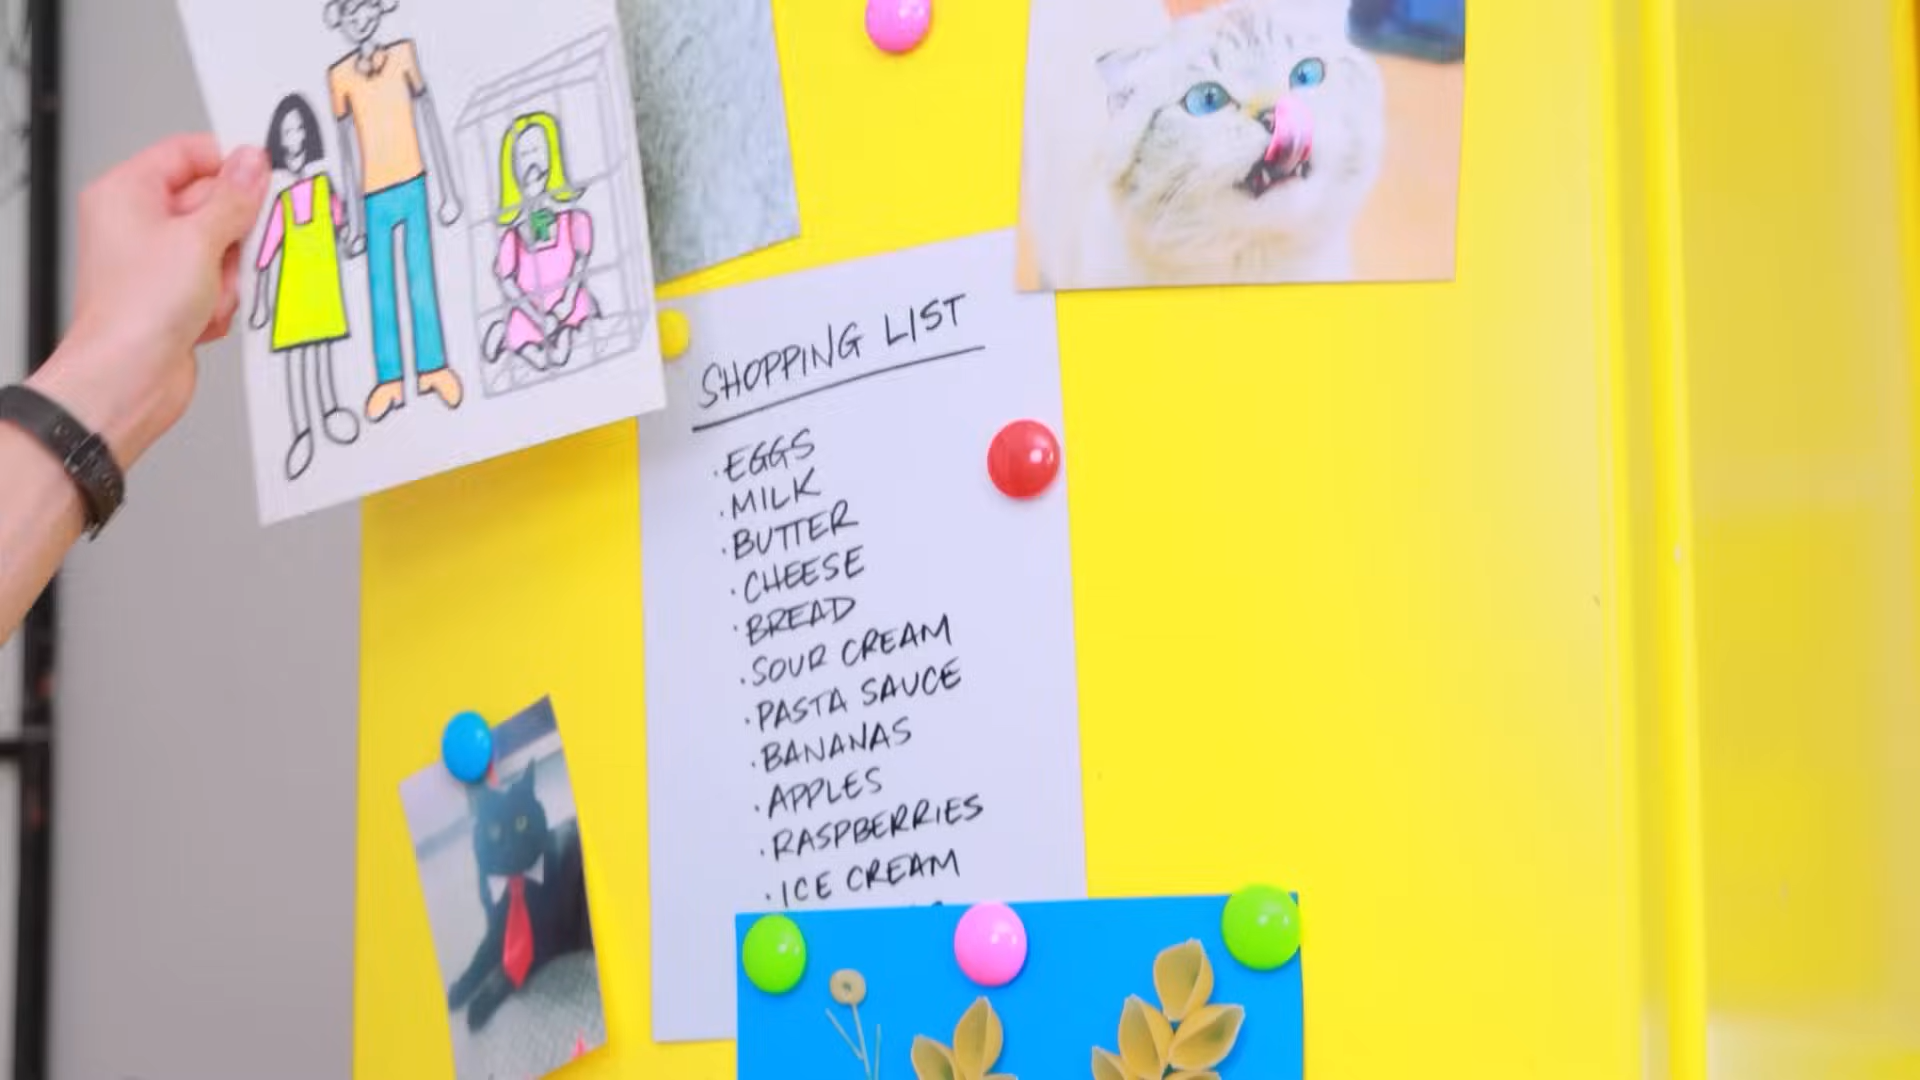 SHOPPING LIST
· EGGS
· MILK
· BUTTER
· CHEESE
· BREAD
· SOUR CREAM
· PASTA SAUCE
· BANANAS
· APPLES
· RASPBERRIES
· ICE CREAM